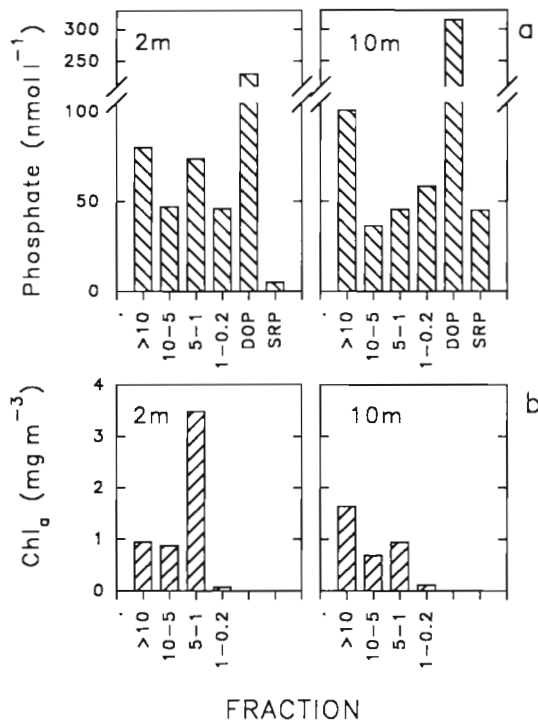 a
2m
10m
300
250
100
50
0
Phosphate (nmol l⁻¹)
>10
10-5
5-1
1-0.2
DOP
SRP
>10
10-5
5-1
1-0.2
DOP
SRP
b
2m
10m
4
3
2
1
0
Chlₐ (mg m⁻³)
>10
10-5
5-1
1-0.2
>10
10-5
5-1
1-0.2
FRACTION